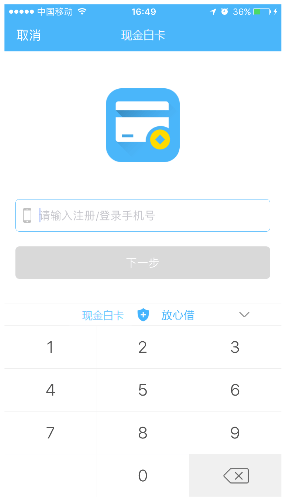 中国移动 16:49 36%
取消 现金白卡
请输入注册/登录手机号
下一步
现金白卡 放心借
1 2 3
4 5 6
7 8 9
0